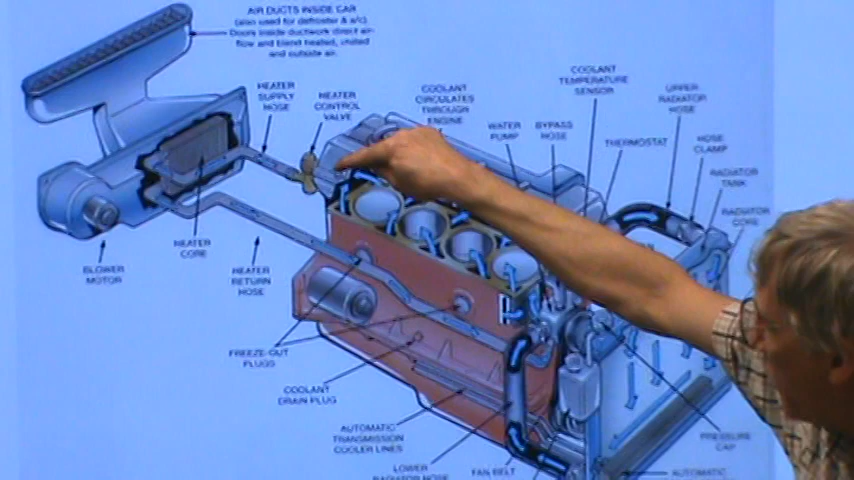 AIR DUCTS INSIDE CAR
(also used for defroster & a/c).
Doors inside ductwork direct air-
flow and blend heated, chilled
and outside air.
HEATER
SUPPLY
HOSE
HEATER
CONTROL
VALVE
COOLANT
CIRCULATES
THROUGH
ENGINE
WATER
PUMP
BYPASS
HOSE
COOLANT
TEMPERATURE
SENSOR
UPPER
RADIATOR
HOSE
THERMOSTAT
HOSE
CLAMP
RADIATOR
TANK
RADIATOR
CORE
BLOWER
MOTOR
HEATER
CORE
HEATER
RETURN
HOSE
FREEZE-OUT
PLUGS
COOLANT
DRAIN PLUG
AUTOMATIC
TRANSMISSION
COOLER LINES
LOWER
RADIATOR HOSE
FAN BELT
PRESSURE
CAP
AUTOMATIC